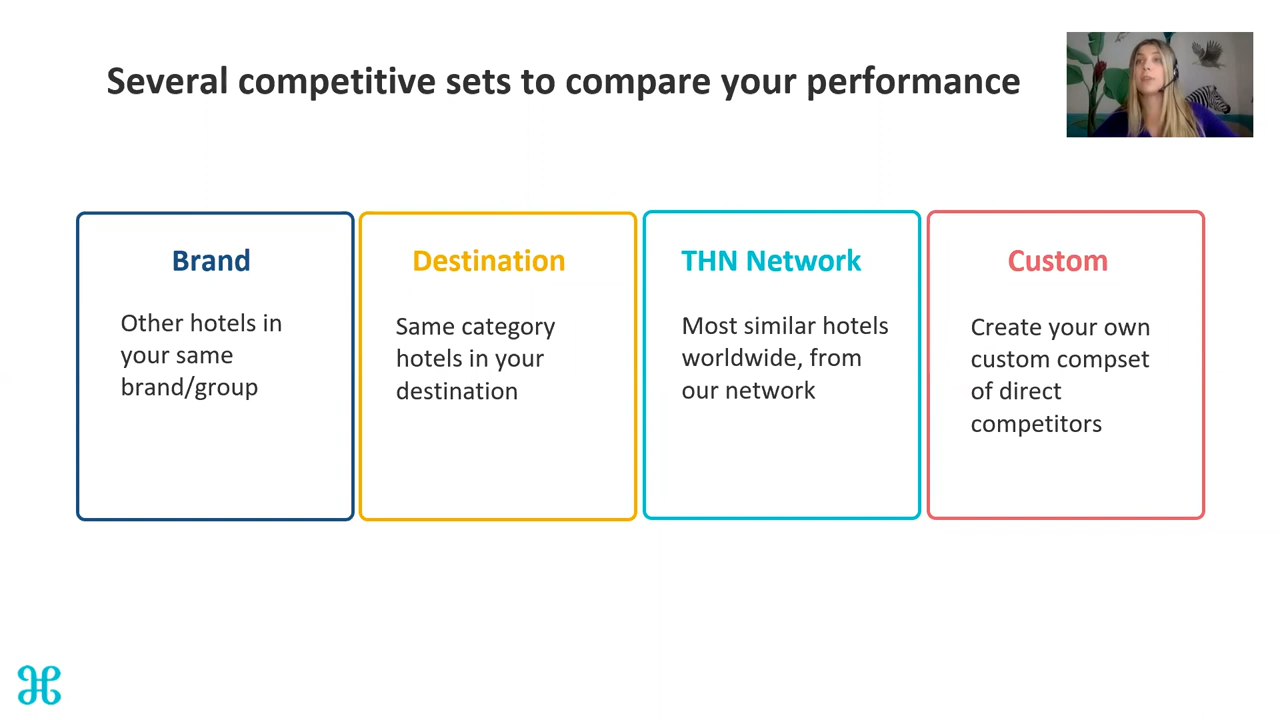 Several competitive sets to compare your performance
Brand
Other hotels in
your same
brand/group
Destination
Same category
hotels in your
destination
THN Network
Most similar hotels
worldwide, from
our network
Custom
Create your own
custom compset
of direct
competitors